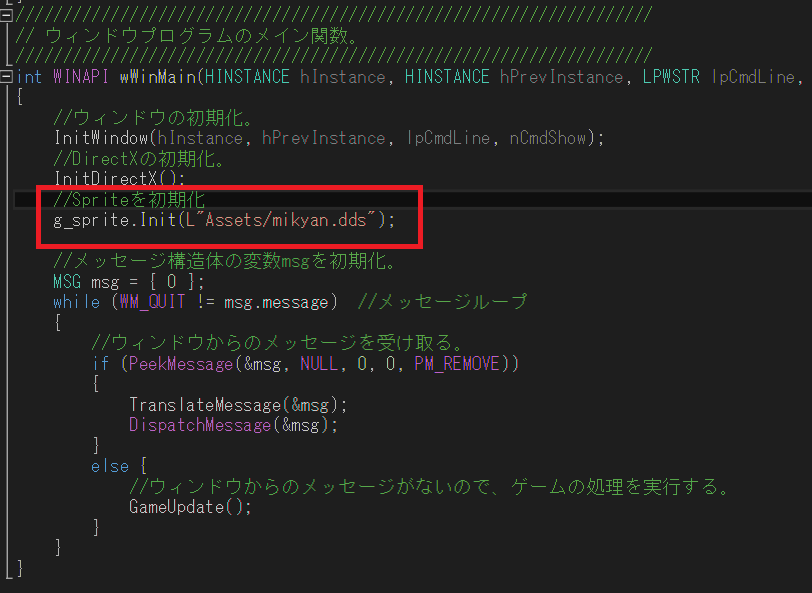 ///////////////////////////////////////////////////////////////////
// ウィンドウプログラムのメイン関数。
///////////////////////////////////////////////////////////////////
int WINAPI wWinMain(HINSTANCE hInstance, HINSTANCE hPrevInstance, LPWSTR lpCmdLine,
{
//ウィンドウの初期化。
InitWindow(hInstance, hPrevInstance, lpCmdLine, nCmdShow);
//DirectXの初期化。
InitDirectX();
//Spriteを初期化
g_sprite.Init(L"Assets/mikyan.dds");
//メッセージ構造体の変数msgを初期化。
MSG msg = { 0 };
while (WM_QUIT != msg.message) //メッセージループ
{
//ウィンドウからのメッセージを受け取る。
if (PeekMessage(&msg, NULL, 0, 0, PM_REMOVE))
{
TranslateMessage(&msg);
DispatchMessage(&msg);
}
else {
//ウィンドウからのメッセージがないので、ゲームの処理を実行する。
GameUpdate();
}
}
}